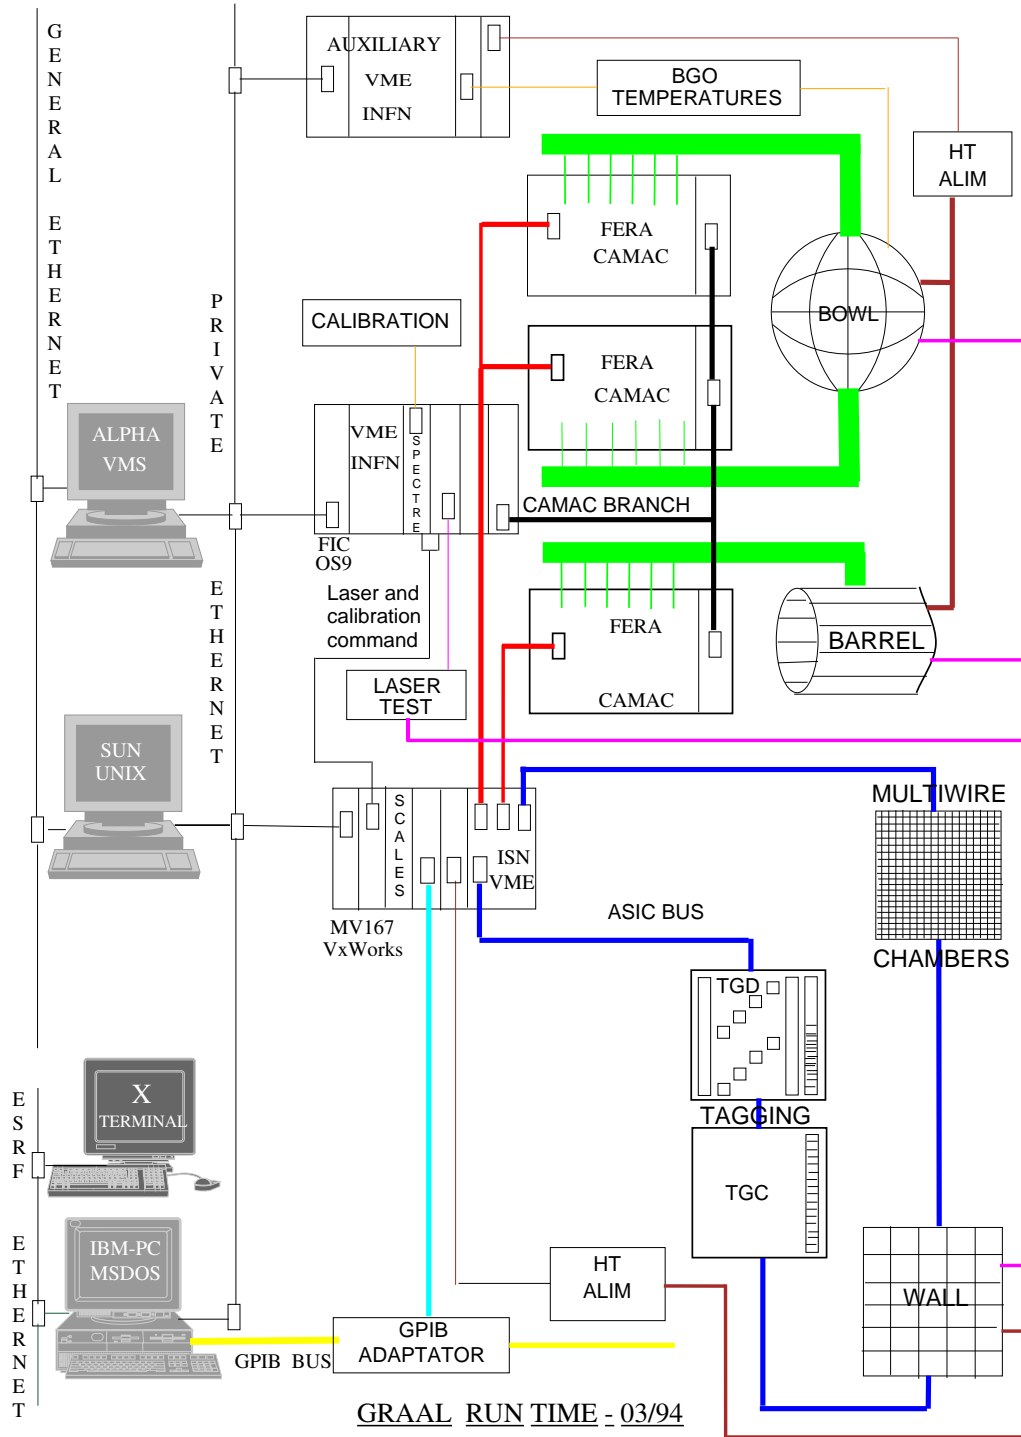 GENERAL ETHERNET
PRIVATE ETHERNET
AUXILIARY
VME
INFN
BGO
TEMPERATURES
HT
ALIM
FERA
CAMAC
BOWL
CALIBRATION
FERA
CAMAC
ALPHA
VMS
VME
INFN
SPECTRE
CAMAC BRANCH
FIC
OS9
Laser and
calibration
command
FERA
CAMAC
BARREL
LASER
TEST
SUN
UNIX
SCALES
ISN
VME
MULTIWIRE
CHAMBERS
MV167
VxWorks
ASIC BUS
TGD
TAGGING
TGC
ESRF ETHERNET
X
TERMINAL
IBM-PC
MSDOS
HT
ALIM
WALL
GPIB BUS
GPIB
ADAPTATOR
GRAAL RUN TIME - 03/94